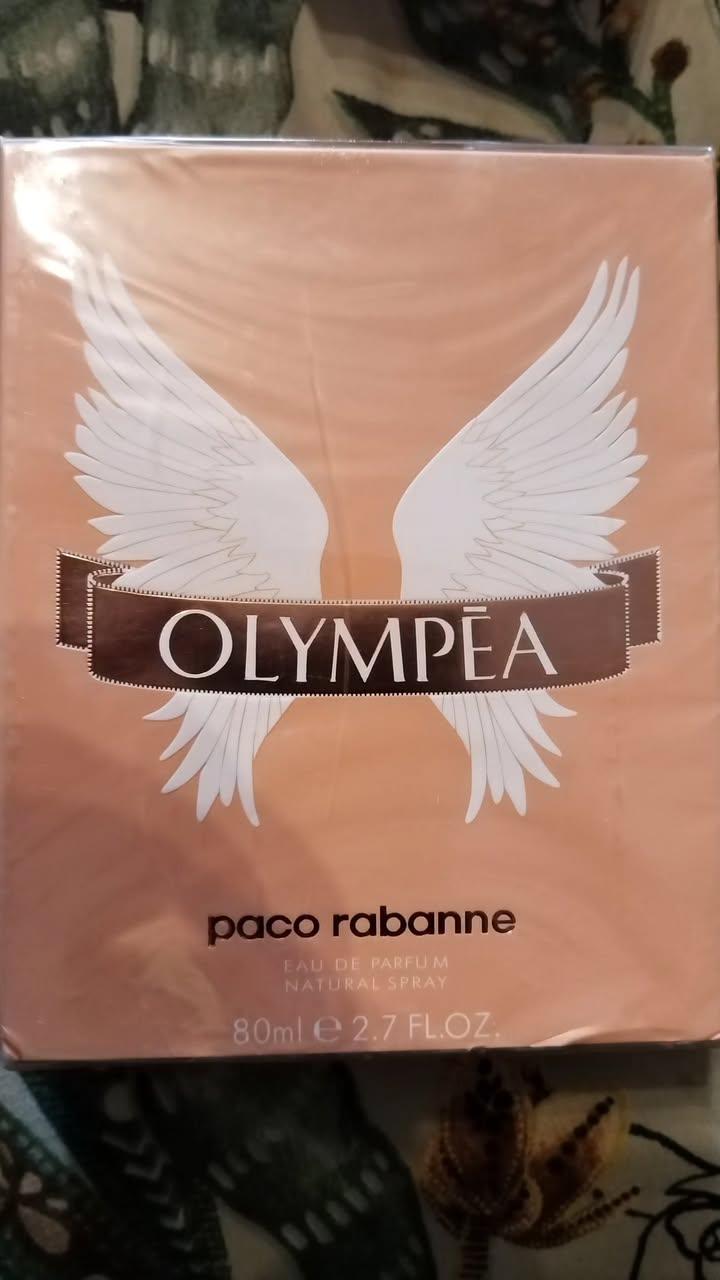 OLYMPĒA
paco rabanne
EAU DE PARFUM
NATURAL SPRAY
80ml ℮ 2.7 FL.OZ.